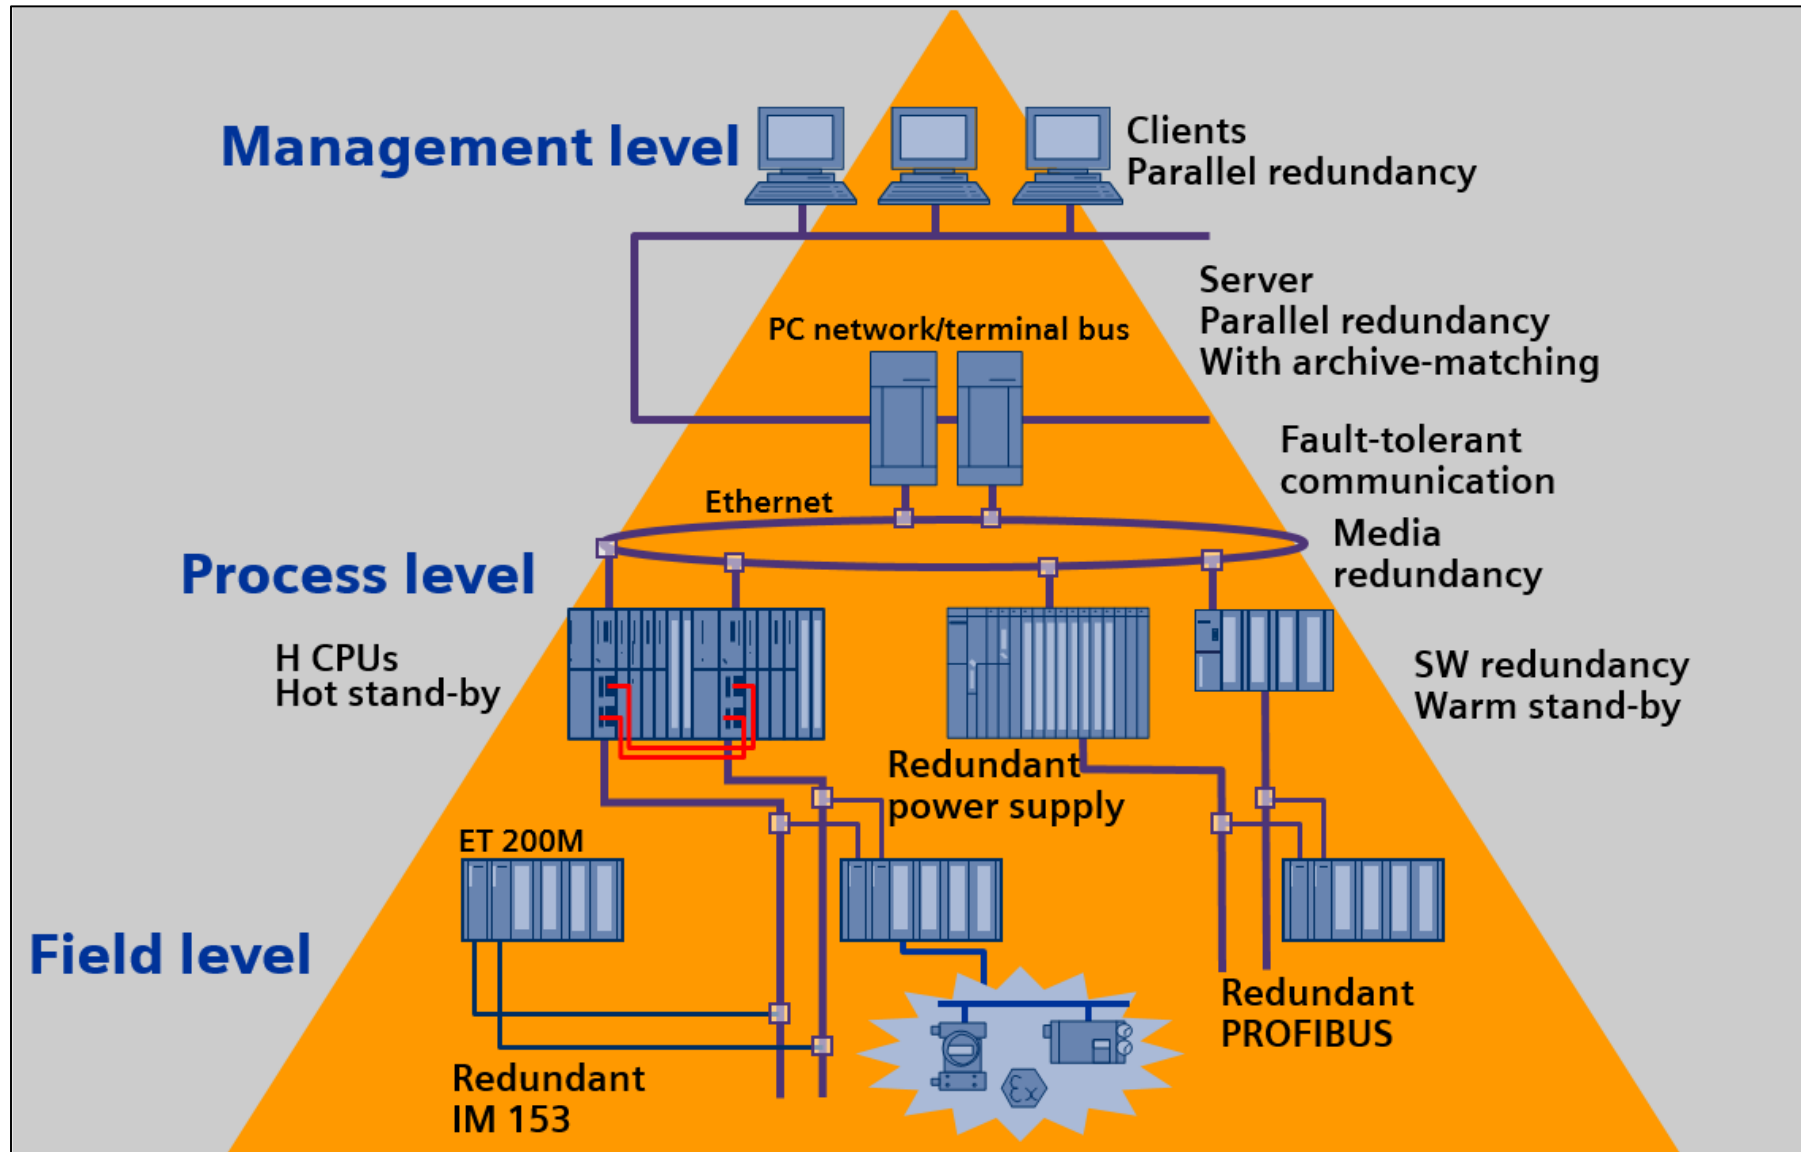 Management level
Clients
Parallel redundancy
Server
Parallel redundancy
With archive-matching
PC network/terminal bus
Fault-tolerant
communication
Ethernet
Media
redundancy
Process level
H CPUs
Hot stand-by
SW redundancy
Warm stand-by
Redundant
power supply
ET 200M
Field level
Redundant
PROFIBUS
Redundant
IM 153
Ex